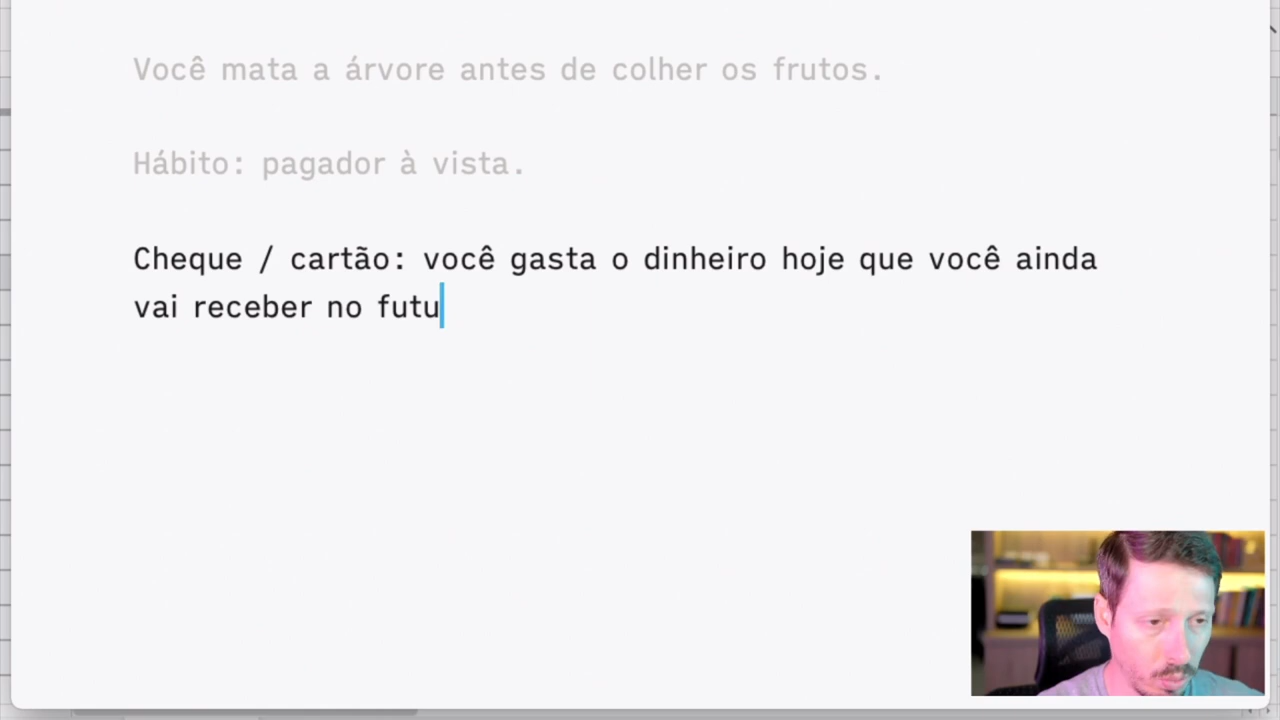 Você mata a árvore antes de colher os frutos.
Hábito: pagador à vista.
Cheque / cartão: você gasta o dinheiro hoje que você ainda
vai receber no futu